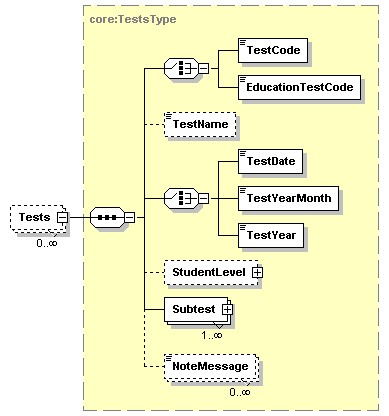 core:TestsType
TestCode
EducationTestCode
TestName
TestDate
TestYearMonth
Tests
0..∞
TestYear
StudentLevel
Subtest
1..∞
NoteMessage
0..∞